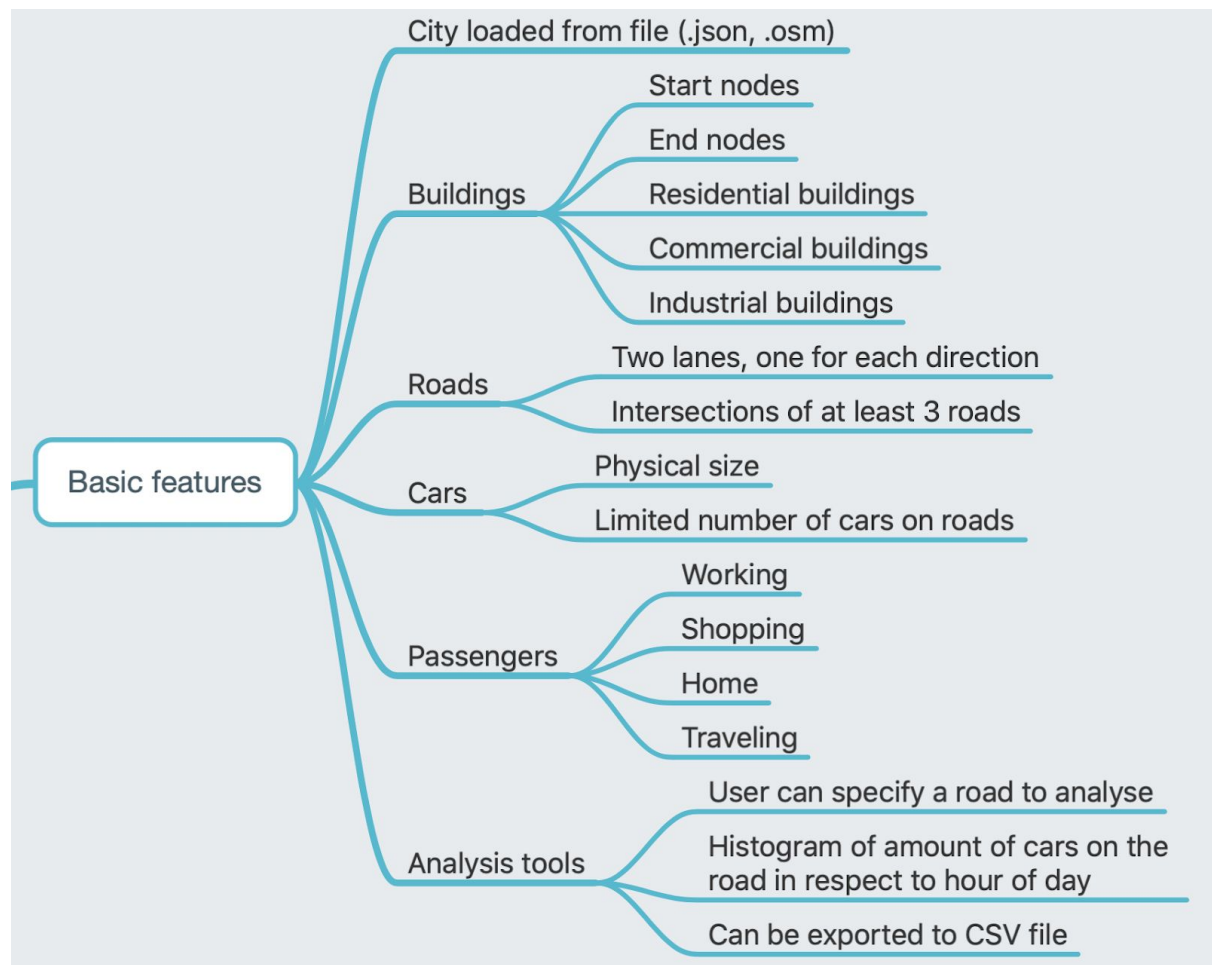 City loaded from file (.json, .osm)
Start nodes
End nodes
Buildings
Residential buildings
Commercial buildings
Industrial buildings
Two lanes, one for each direction
Roads
Intersections of at least 3 roads
Basic features
Physical size
Cars
Limited number of cars on roads
Working
Shopping
Passengers
Home
Traveling
User can specify a road to analyse
Histogram of amount of cars on the
road in respect to hour of day
Analysis tools
Can be exported to CSV file